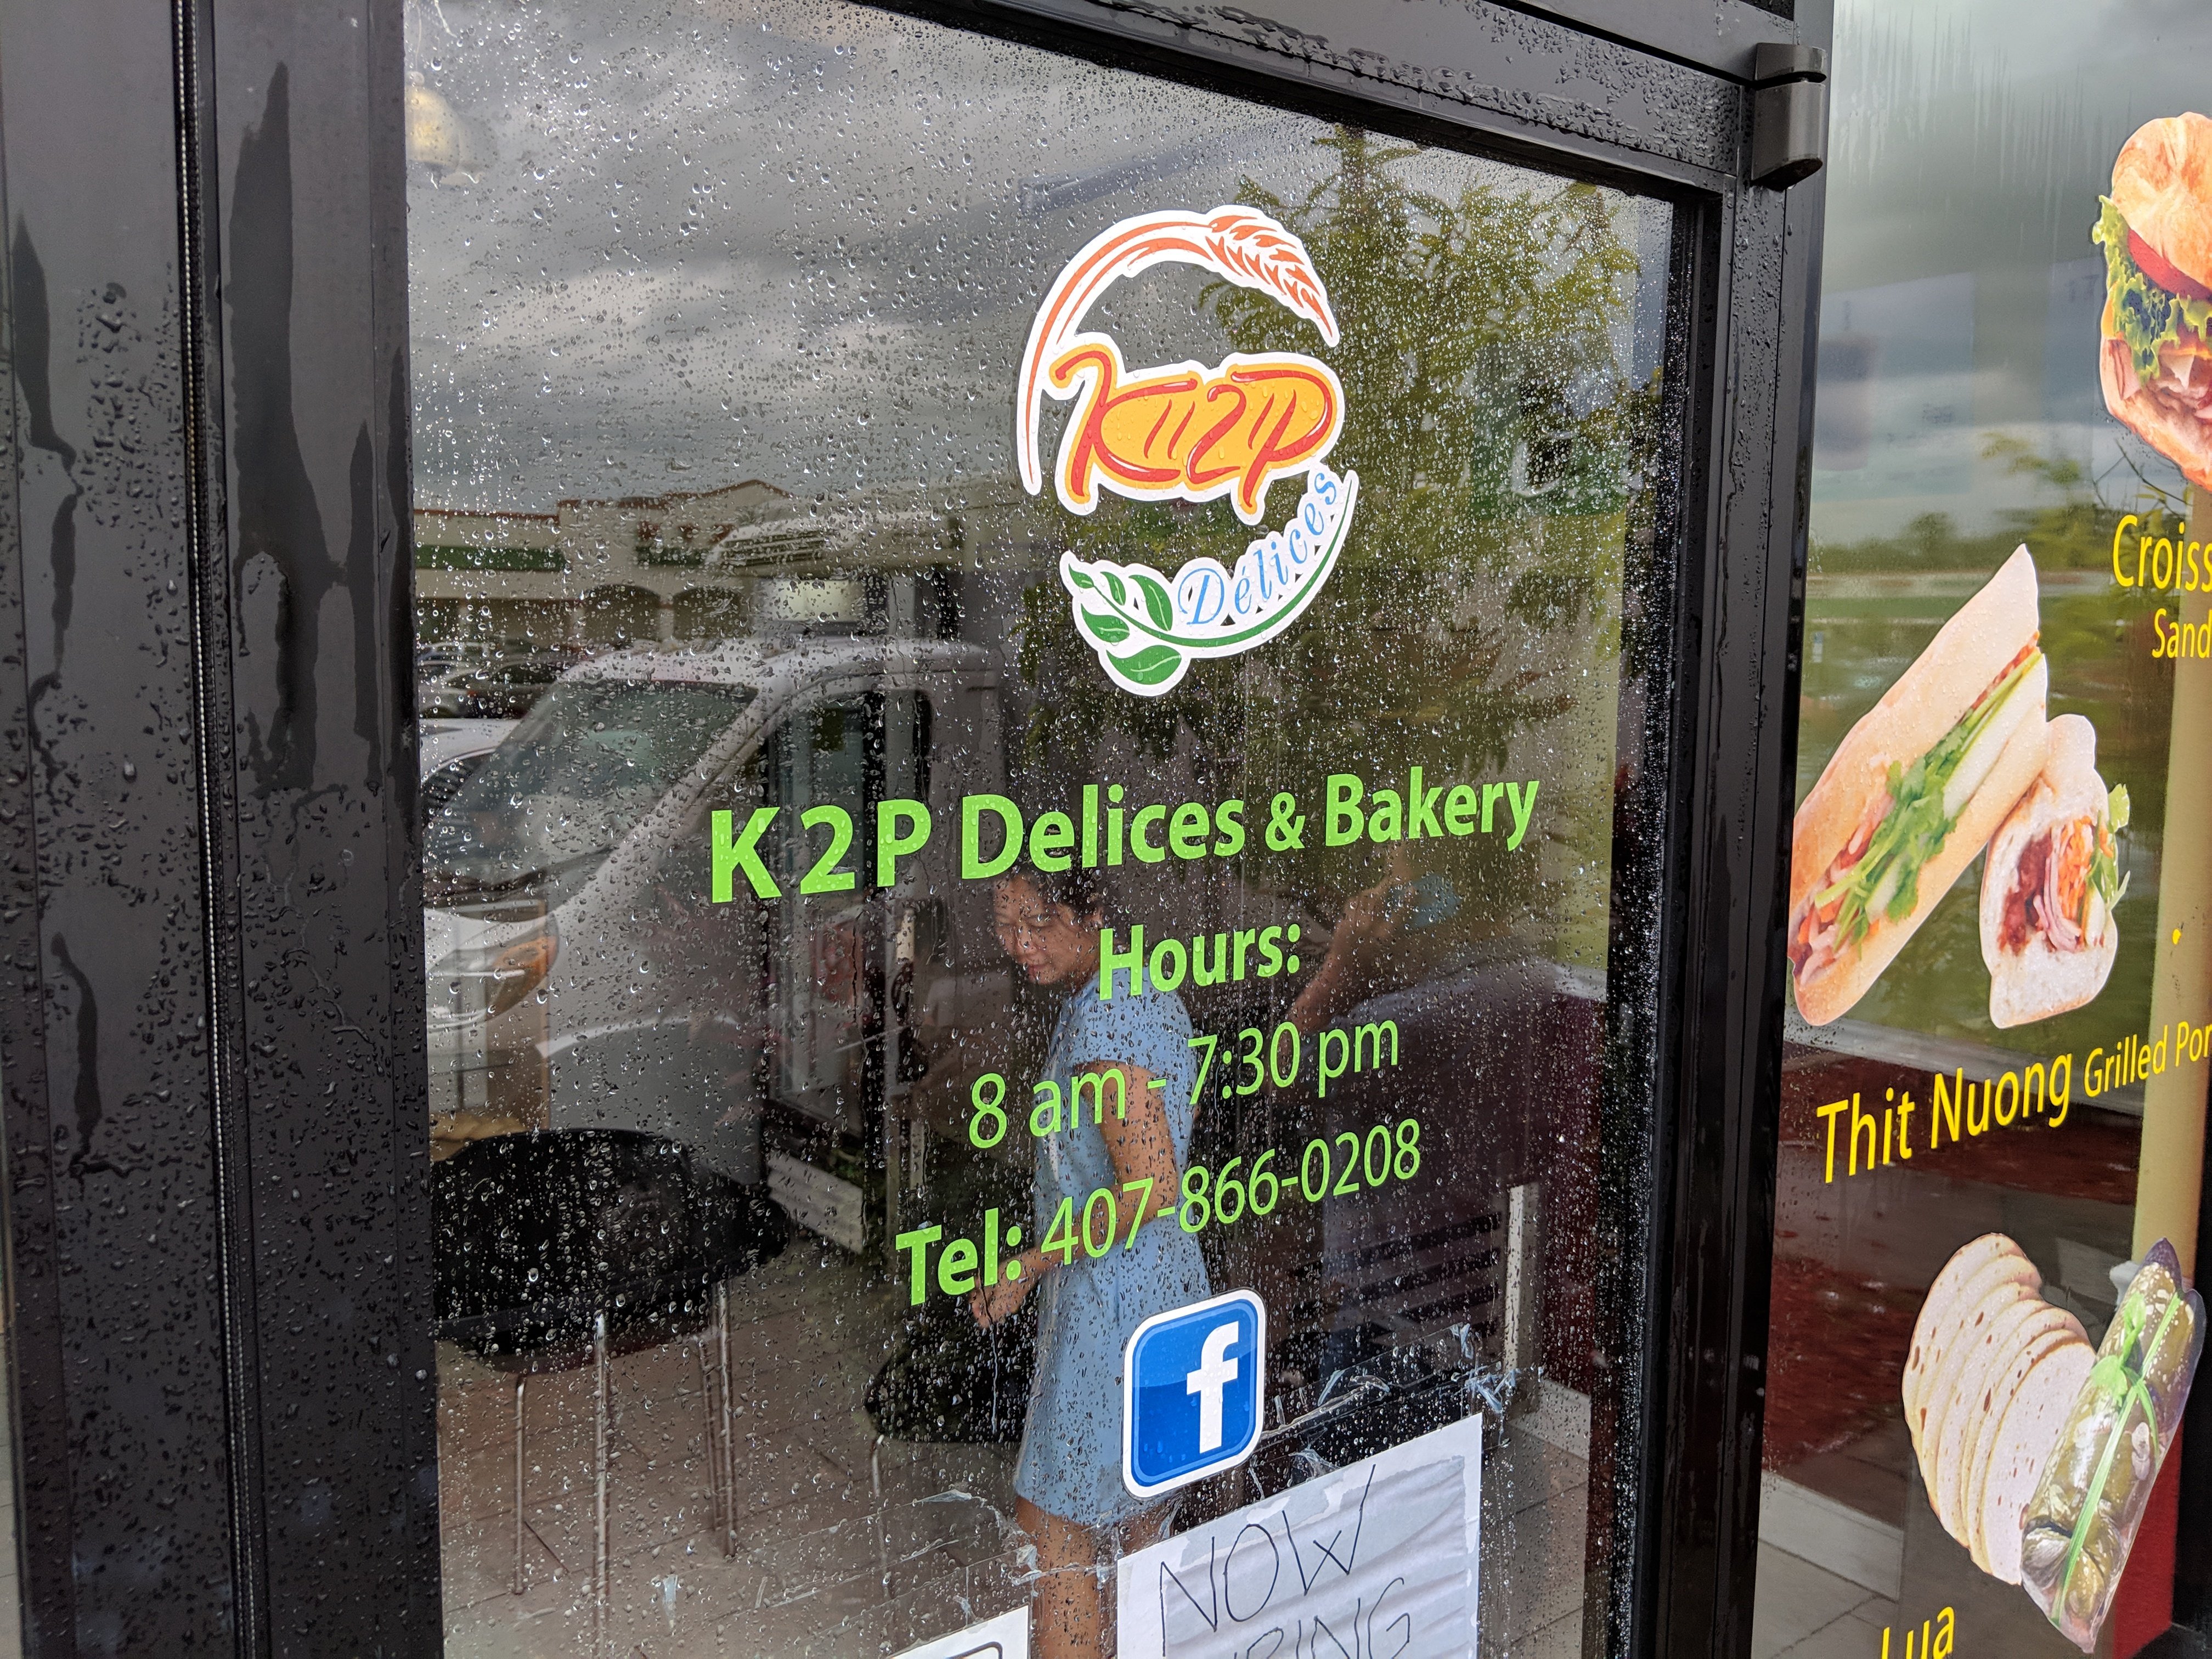 K2P
Délices
K2P Delices & Bakery
Hours:
8 am - 7:30 pm
Tel: 407-866-0208
f
NOW
Croiss
Sand
Thit Nuong Grilled Por
Lua